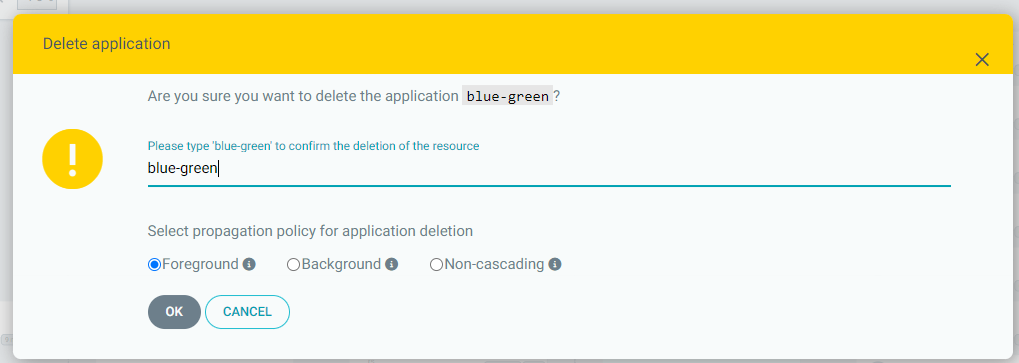 Delete application
Are you sure you want to delete the application blue-green?
Please type 'blue-green' to confirm the deletion of the resource
blue-green
Select propagation policy for application deletion
Foreground Background Non-cascading
OK CANCEL